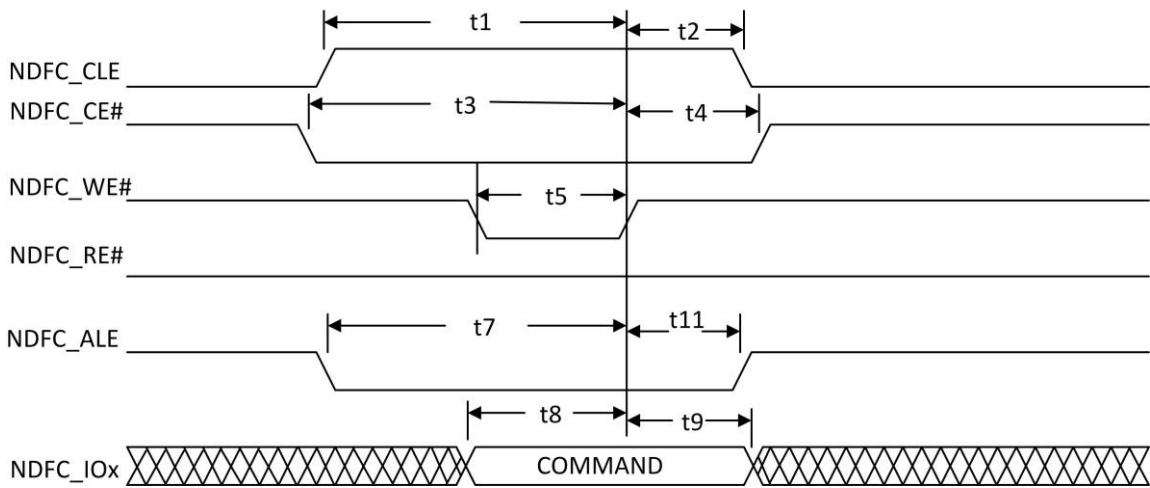 t1
t2
NDFC_CLE
t3
t4
NDFC_CE#
NDFC_WE#
t5
NDFC_RE#
t7
t11
NDFC_ALE
t8
t9
NDFC_IOx
COMMAND